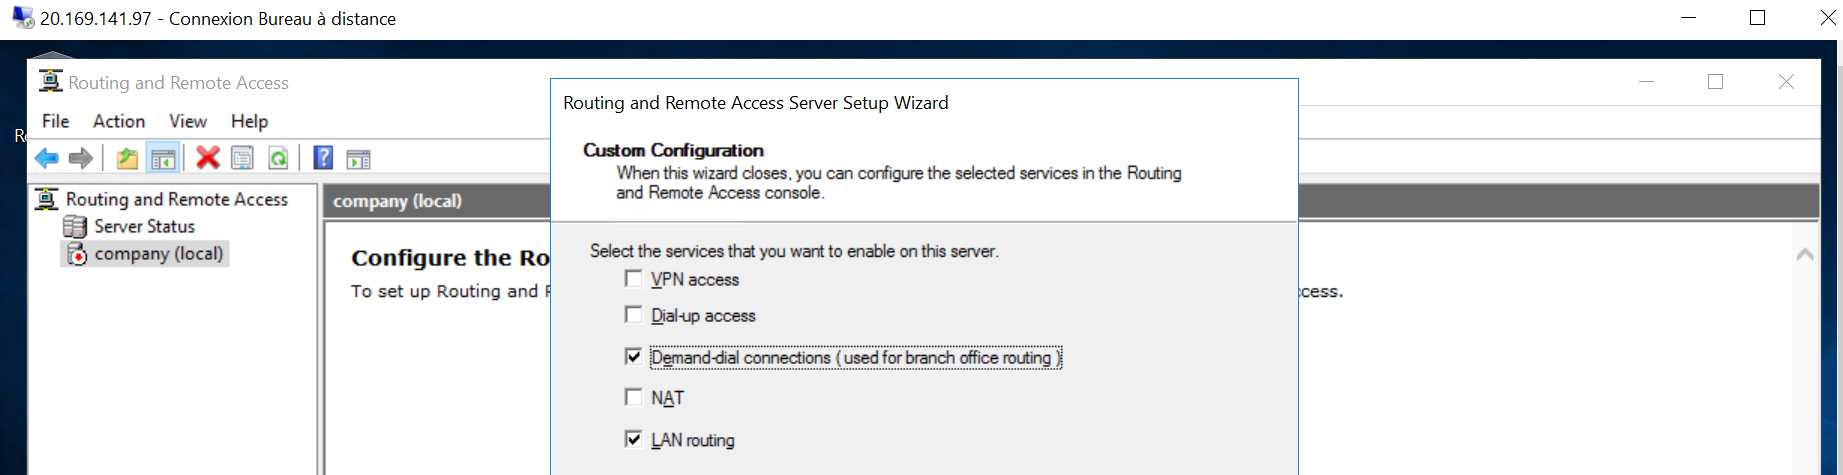 20.169.141.97 - Connexion Bureau à distance
Routing and Remote Access
File Action View Help
Routing and Remote Access
Server Status
company (local)
company (local)
Configure the Ro
To set up Routing and
cess.
Routing and Remote Access Server Setup Wizard
Custom Configuration
When this wizard closes, you can configure the selected services in the Routing
and Remote Access console.
Select the services that you want to enable on this server.
VPN access
Dial-up access
Demand-dial connections ( used for branch office routing )
NAT
LAN routing